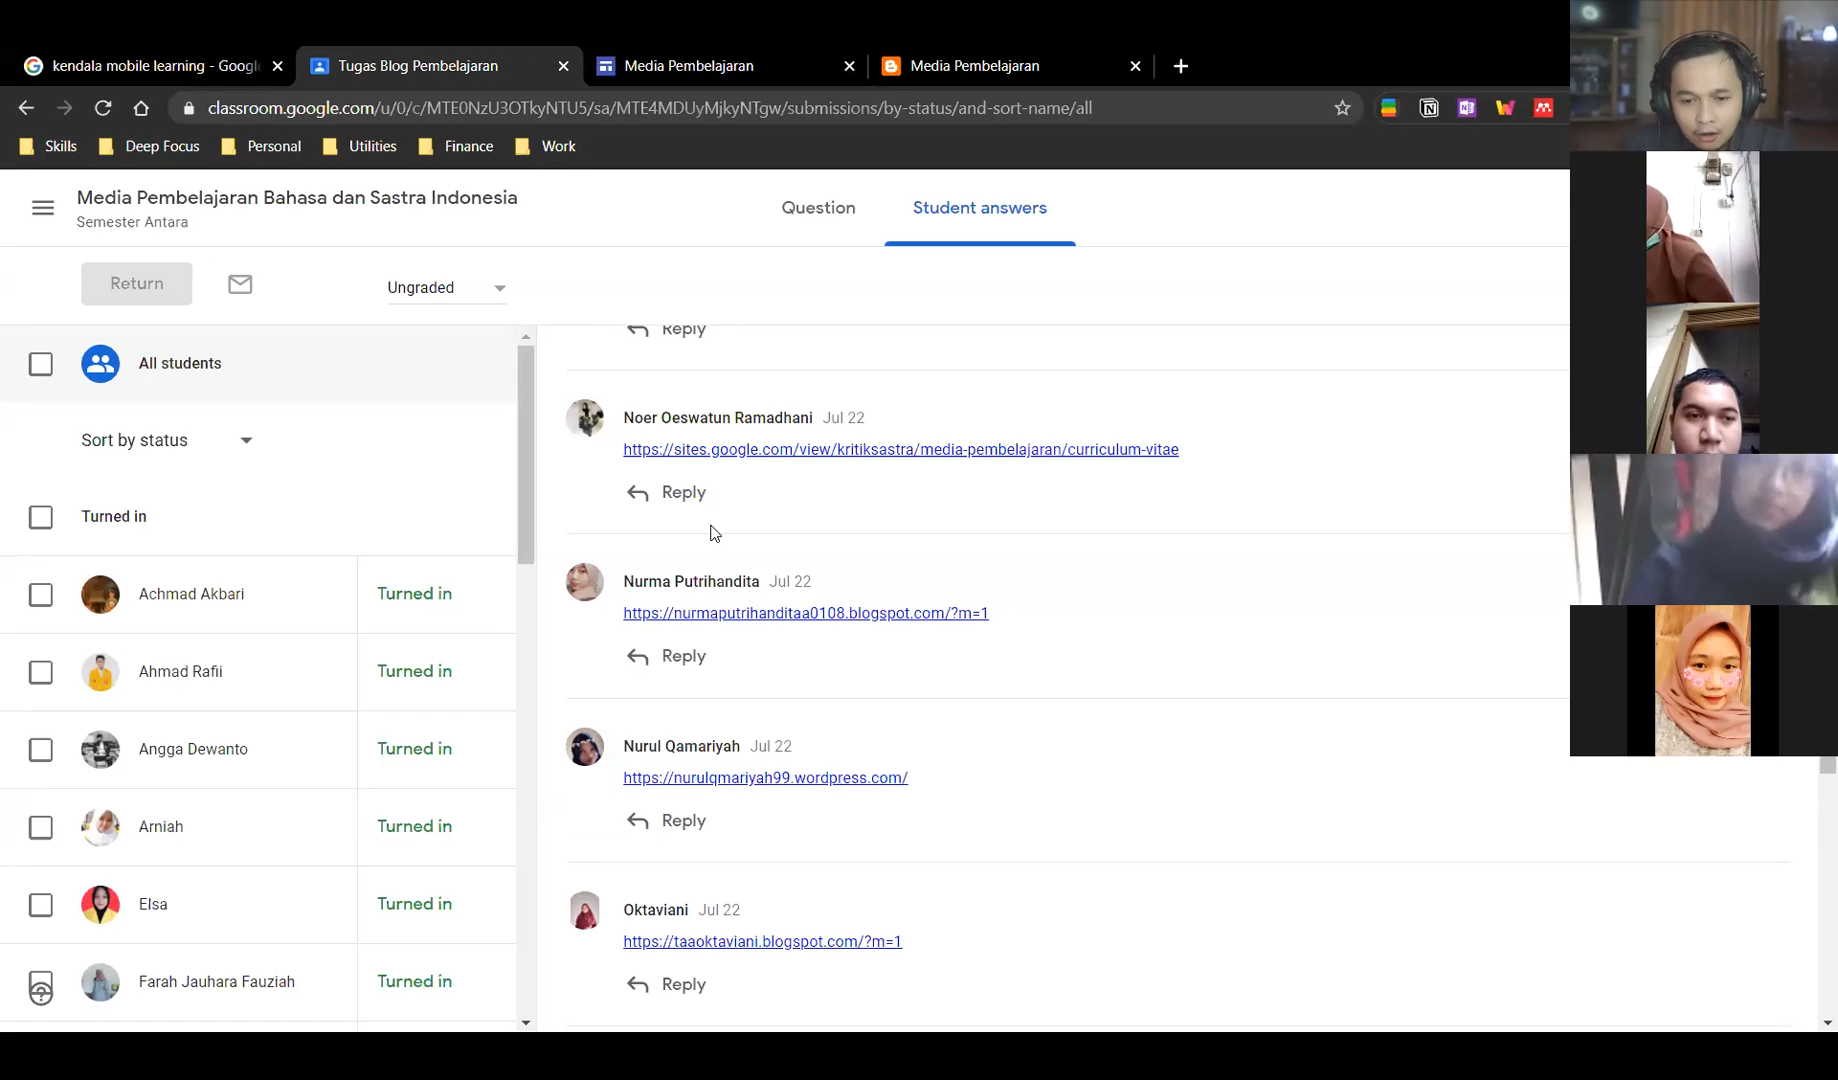 kendala mobile learning - Googl
Tugas Blog Pembelajaran
Media Pembelajaran
Media Pembelajaran
classroom.google.com/u/0/c/MTE0NzU3OTkyNTU5/sa/MTE4MDUyMjkyNTgw/submissions/by-status/and-sort-name/all
Skills
Deep Focus
Personal
Utilities
Finance
Work
Media Pembelajaran Bahasa dan Sastra Indonesia
Semester Antara
Question
Student answers
Return
Ungraded
All students
Sort by status
Turned in
Achmad Akbari
Turned in
Ahmad Rafii
Turned in
Angga Dewanto
Turned in
Arniah
Turned in
Elsa
Turned in
Farah Jauhara Fauziah
Turned in
Reply
Noer Oeswatun Ramadhani Jul 22
https://sites.google.com/view/kritiksastra/media-pembelajaran/curriculum-vitae
Reply
Nurma Putrihandita Jul 22
https://nurmaputrihanditaa0108.blogspot.com/?m=1
Reply
Nurul Qamariyah Jul 22
https://nurulqmariyah99.wordpress.com/
Reply
Oktaviani Jul 22
https://taaoktaviani.blogspot.com/?m=1
Reply